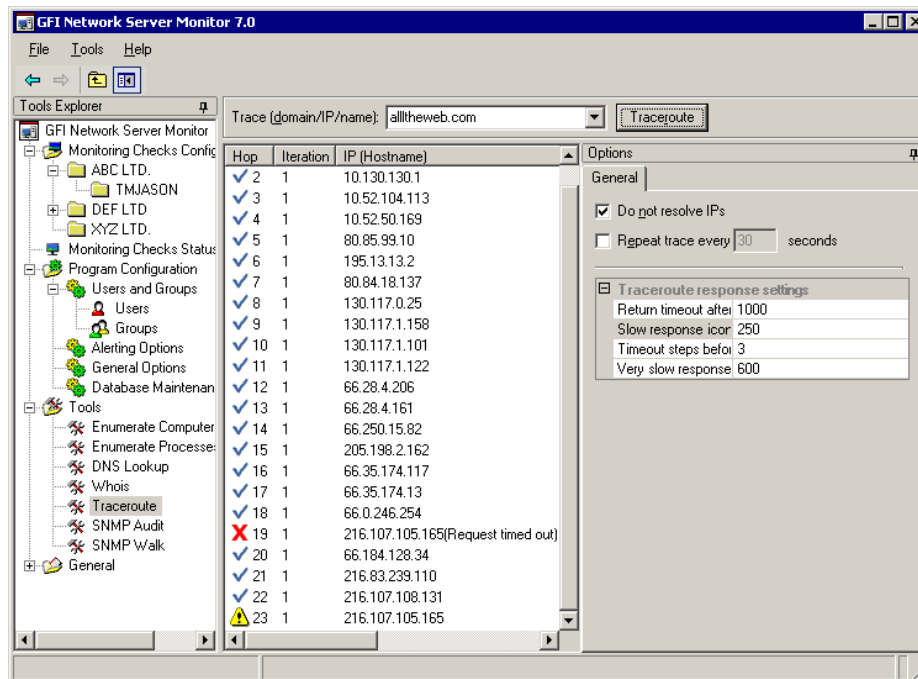 GFI Network Server Monitor 7.0
File Tools Help
Tools Explorer
GFI Network Server Monitor
Monitoring Checks Config
ABC LTD.
TMJASON
DEF LTD
XYZ LTD.
Monitoring Checks Status
Program Configuration
Users and Groups
Users
Groups
Alerting Options
General Options
Database Maintenan
Tools
Enumerate Computer
Enumerate Processes
DNS Lookup
Whois
Traceroute
SNMP Audit
SNMP Walk
General
Trace (domain/IP/name): allltheweb.com Traceroute
Hop Iteration IP (Hostname)
2 1 10.130.130.1
3 1 10.52.104.113
4 1 10.52.50.169
5 1 80.85.99.10
6 1 195.13.13.2
7 1 80.84.18.137
8 1 130.117.0.25
9 1 130.117.1.158
10 1 130.117.1.101
11 1 130.117.1.122
12 1 66.28.4.206
13 1 66.28.4.161
14 1 66.250.15.82
15 1 205.198.2.162
16 1 66.35.174.117
17 1 66.35.174.13
18 1 66.0.246.254
19 1 216.107.105.165(Request timed out)
20 1 66.184.128.34
21 1 216.83.239.110
22 1 216.107.108.131
23 1 216.107.105.165
Options
General
Do not resolve IPs
Repeat trace every 30 seconds
Traceroute response settings
Return timeout after 1000
Slow response icon 250
Timeout steps befor 3
Very slow response 600